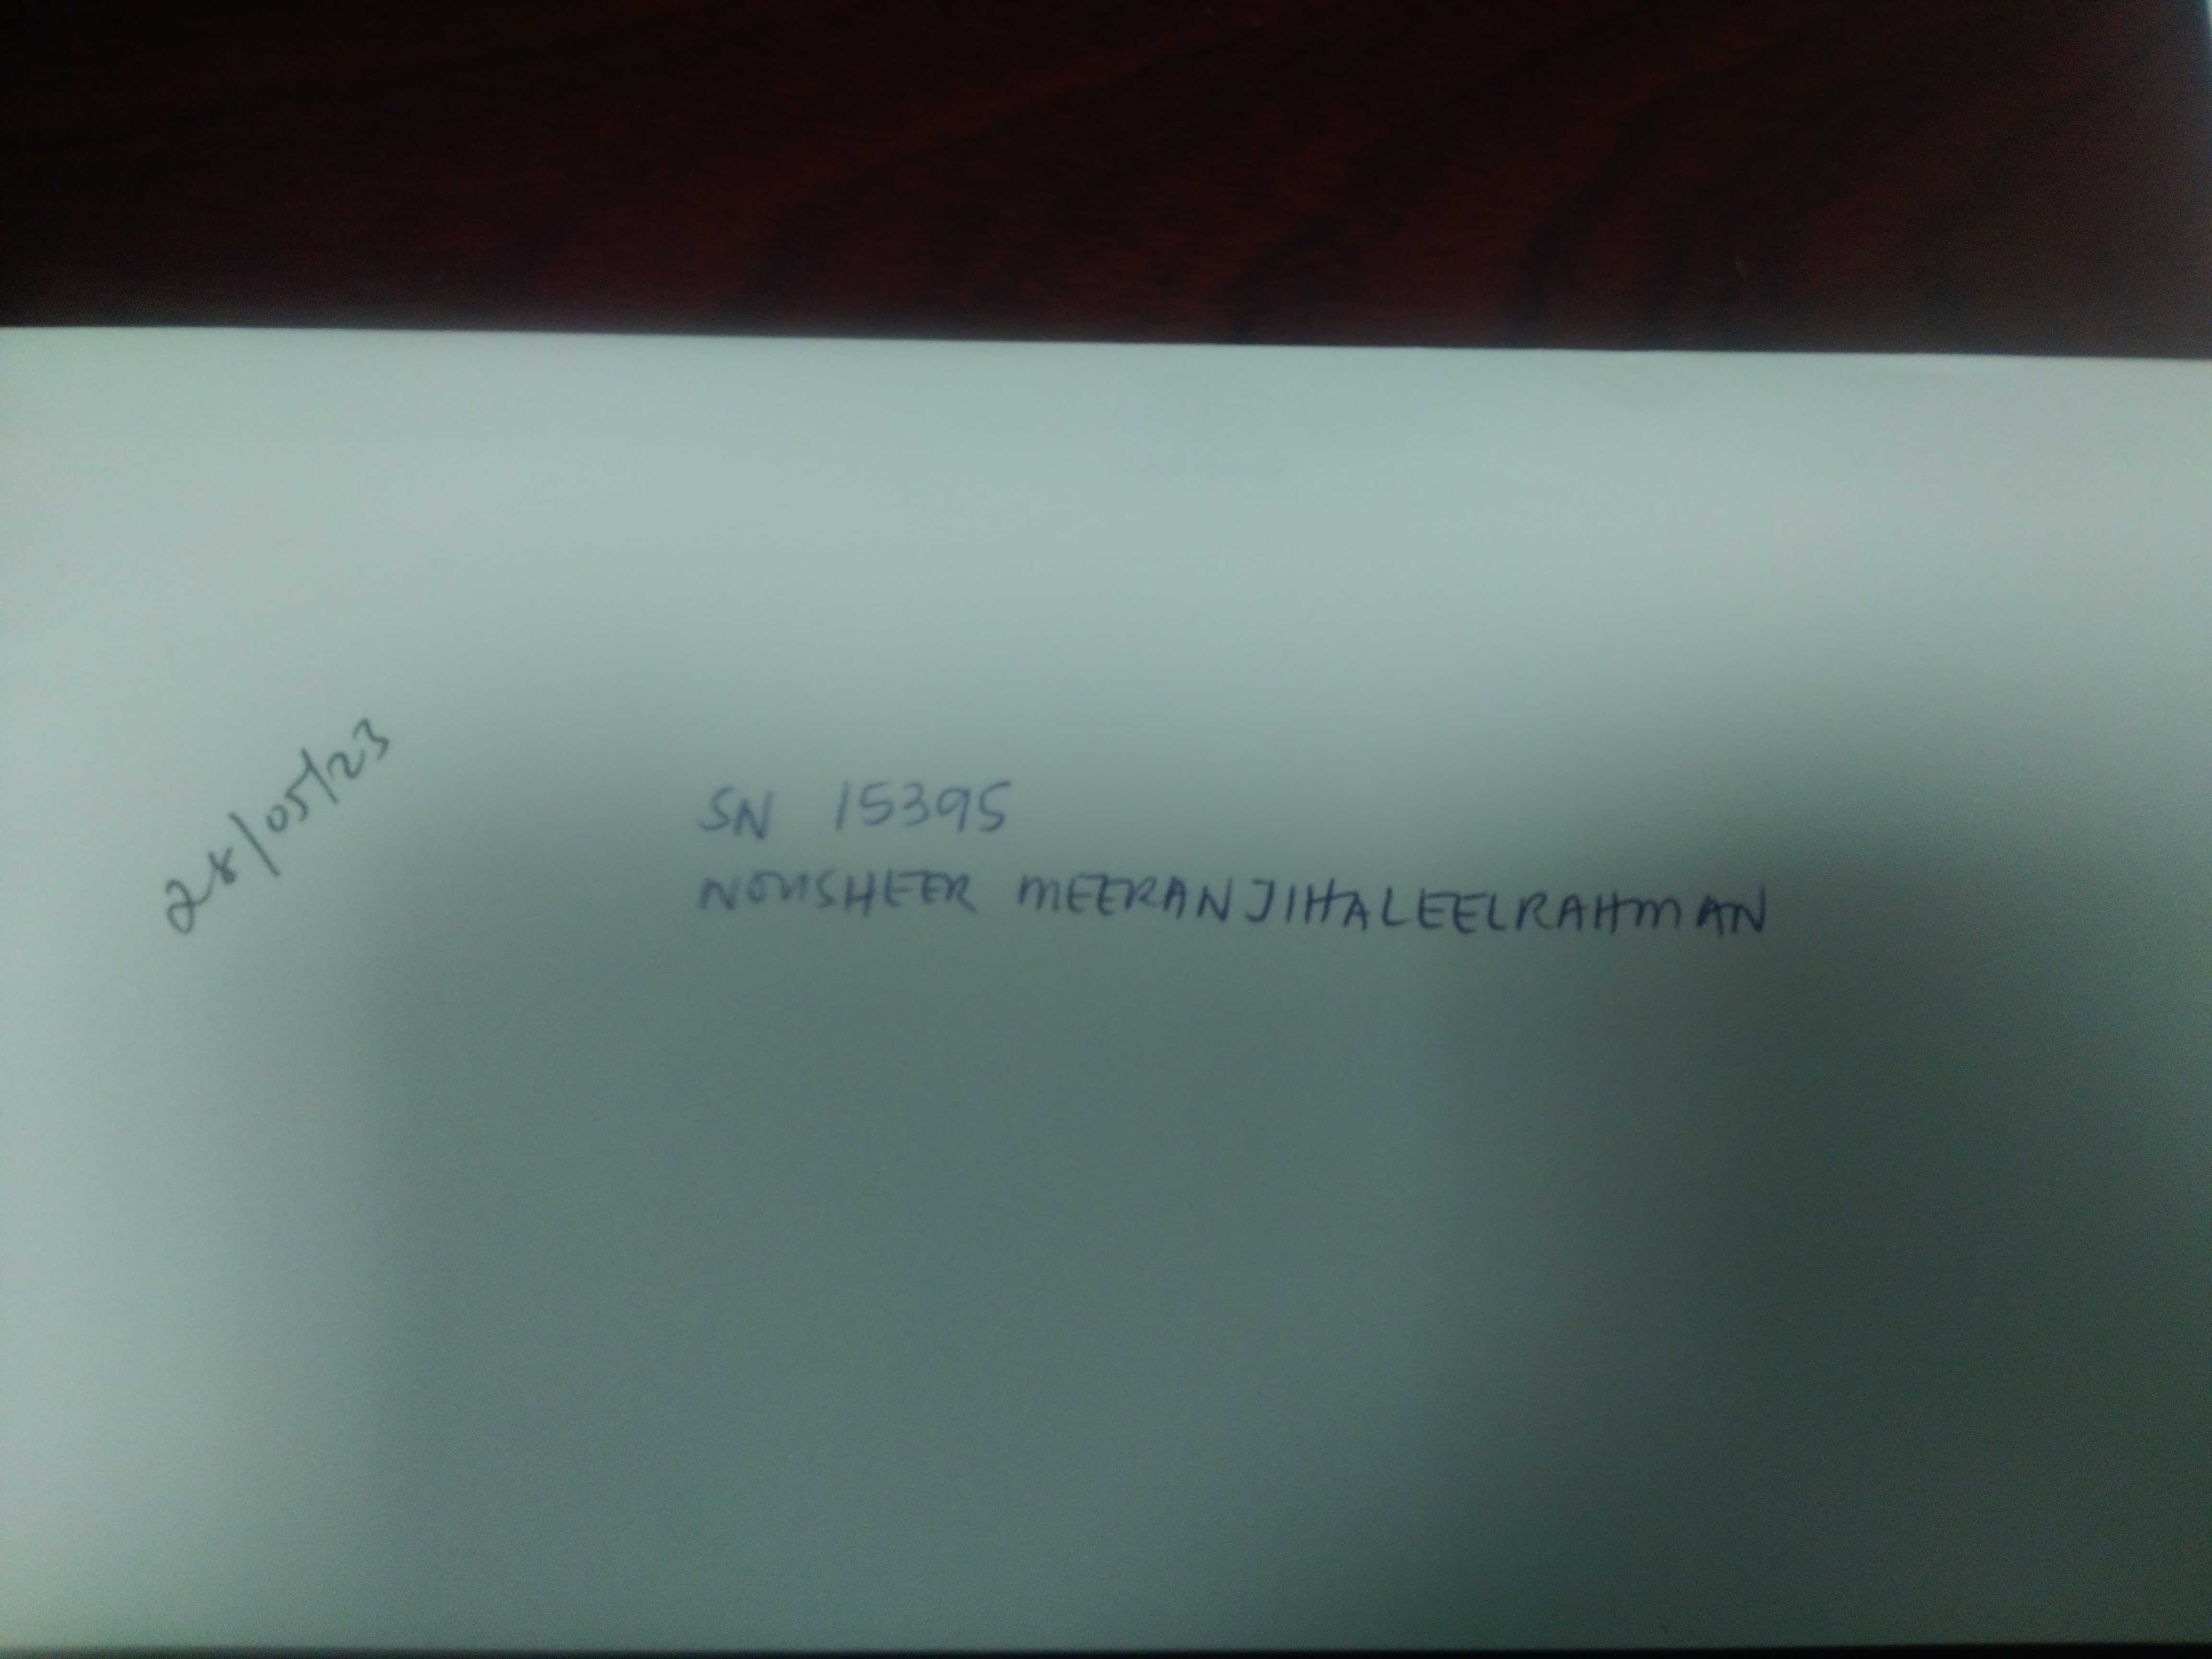 28/05/23
SN 15395
NOUSHEER MEERANJIHALEELRAHMAN